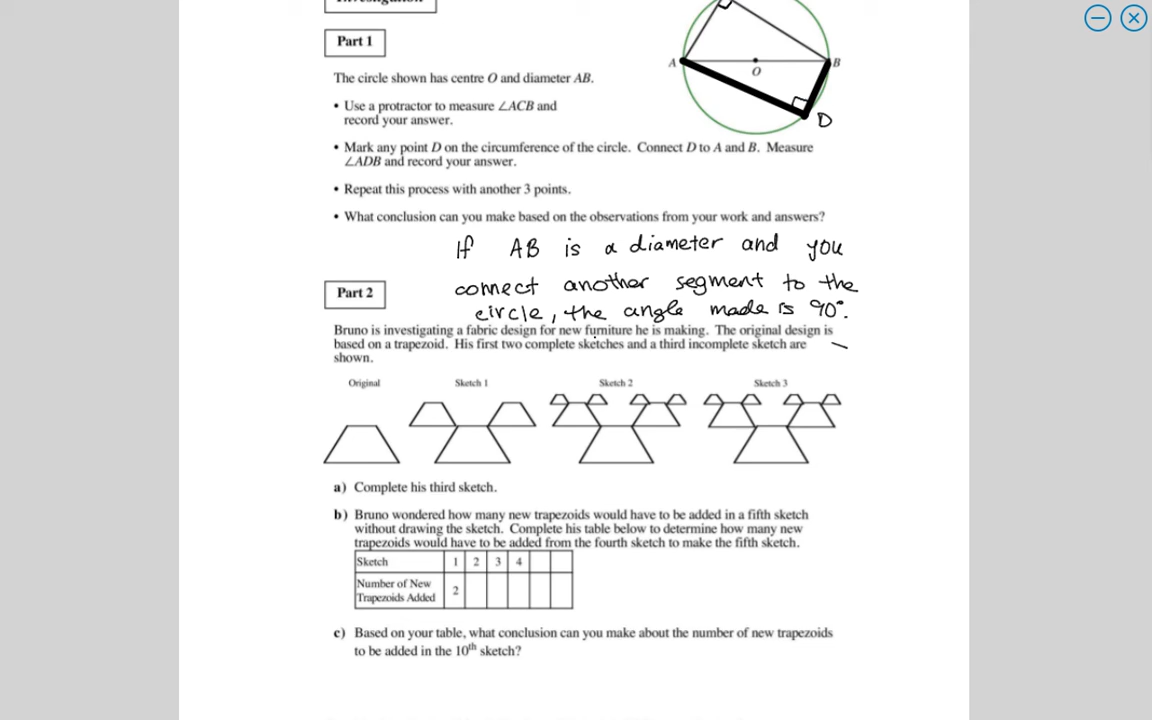 Investigation
Part 1
A
O
B
D
The circle shown has centre O and diameter AB.
• Use a protractor to measure ∠ACB and
record your answer.
• Mark any point D on the circumference of the circle. Connect D to A and B. Measure
∠ADB and record your answer.
• Repeat this process with another 3 points.
• What conclusion can you make based on the observations from your work and answers?
If AB is a diameter and you
connect another segment to the
circle, the angle made is 90°.
Part 2
Bruno is investigating a fabric design for new furniture he is making. The original design is
based on a trapezoid. His first two complete sketches and a third incomplete sketch are
shown.
Original Sketch 1 Sketch 2 Sketch 3
a) Complete his third sketch.
b) Bruno wondered how many new trapezoids would have to be added in a fifth sketch
without drawing the sketch. Complete his table below to determine how many new
trapezoids would have to be added from the fourth sketch to make the fifth sketch.
Sketch 1 2 3 4
Number of New
Trapezoids Added 2
c) Based on your table, what conclusion can you make about the number of new trapezoids
to be added in the 10th sketch?